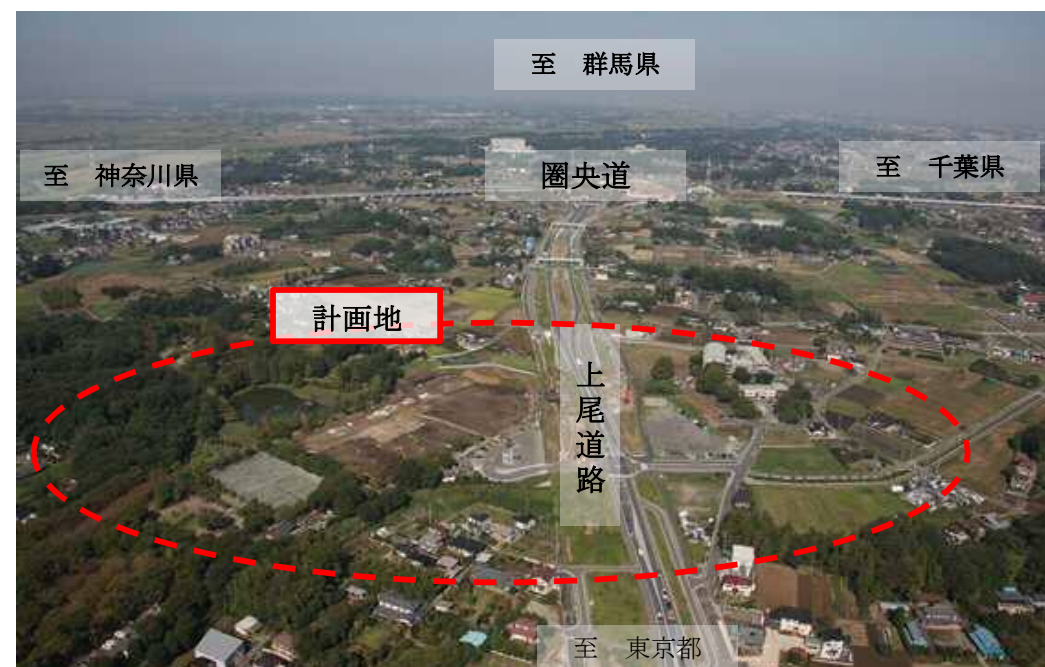 至 群馬県
至 神奈川県
圏央道
至 千葉県
計画地
上尾道路
至 東京都